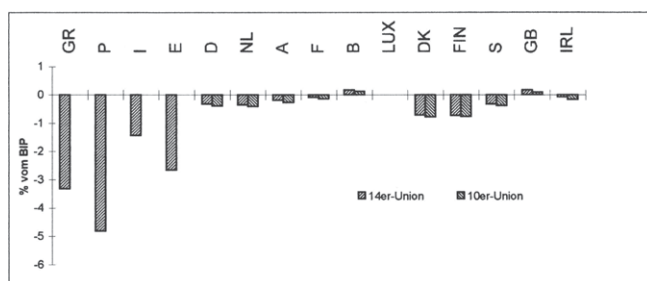 GR P I E D NL A F B LUX DK FIN S GB IRL
1
0
-1
-2
-3
-4
-5
-6
% vom BIP
14er-Union 10er-Union